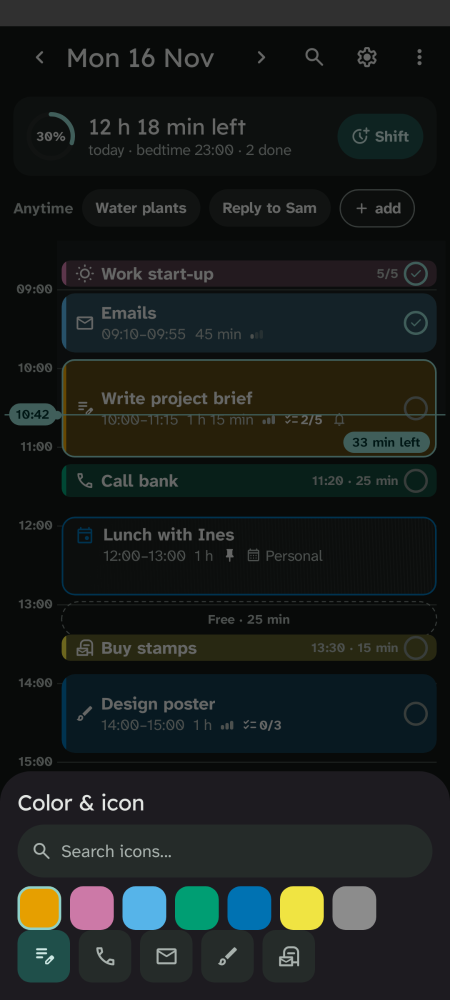 Mon 16 Nov
30%
12 h 18 min left
today · bedtime 23:00 · 2 done
Shift
Anytime
Water plants
Reply to Sam
+ add
Work start-up
5/5
09:00
Emails
09:10–09:55 45 min
10:00
Write project brief
10:00–11:15 1 h 15 min 2/5
10:42
33 min left
11:00
Call bank
11:20 · 25 min
12:00
Lunch with Ines
12:00–13:00 1 h Personal
13:00
Free · 25 min
Buy stamps
13:30 · 15 min
14:00
Design poster
14:00–15:00 1 h 0/3
15:00
Color & icon
Search icons...